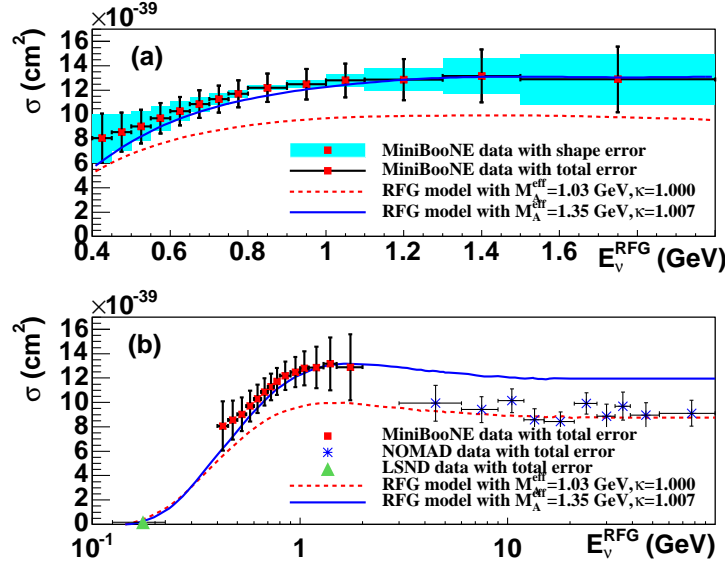 ×10⁻³⁹
σ (cm²)
16
14
12
10
8
6
4
2
0
(a)
MiniBooNE data with shape error
MiniBooNE data with total error
RFG model with M_A^eff=1.03 GeV,κ=1.000
RFG model with M_A^eff=1.35 GeV,κ=1.007
0.4 0.6 0.8 1 1.2 1.4 1.6 1.8
E_ν^RFG (GeV)
×10⁻³⁹
σ (cm²)
16
14
12
10
8
6
4
2
0
(b)
MiniBooNE data with total error
NOMAD data with total error
LSND data with total error
RFG model with M_A^eff=1.03 GeV,κ=1.000
RFG model with M_A^eff=1.35 GeV,κ=1.007
10⁻¹ 1 10
E_ν^RFG (GeV)